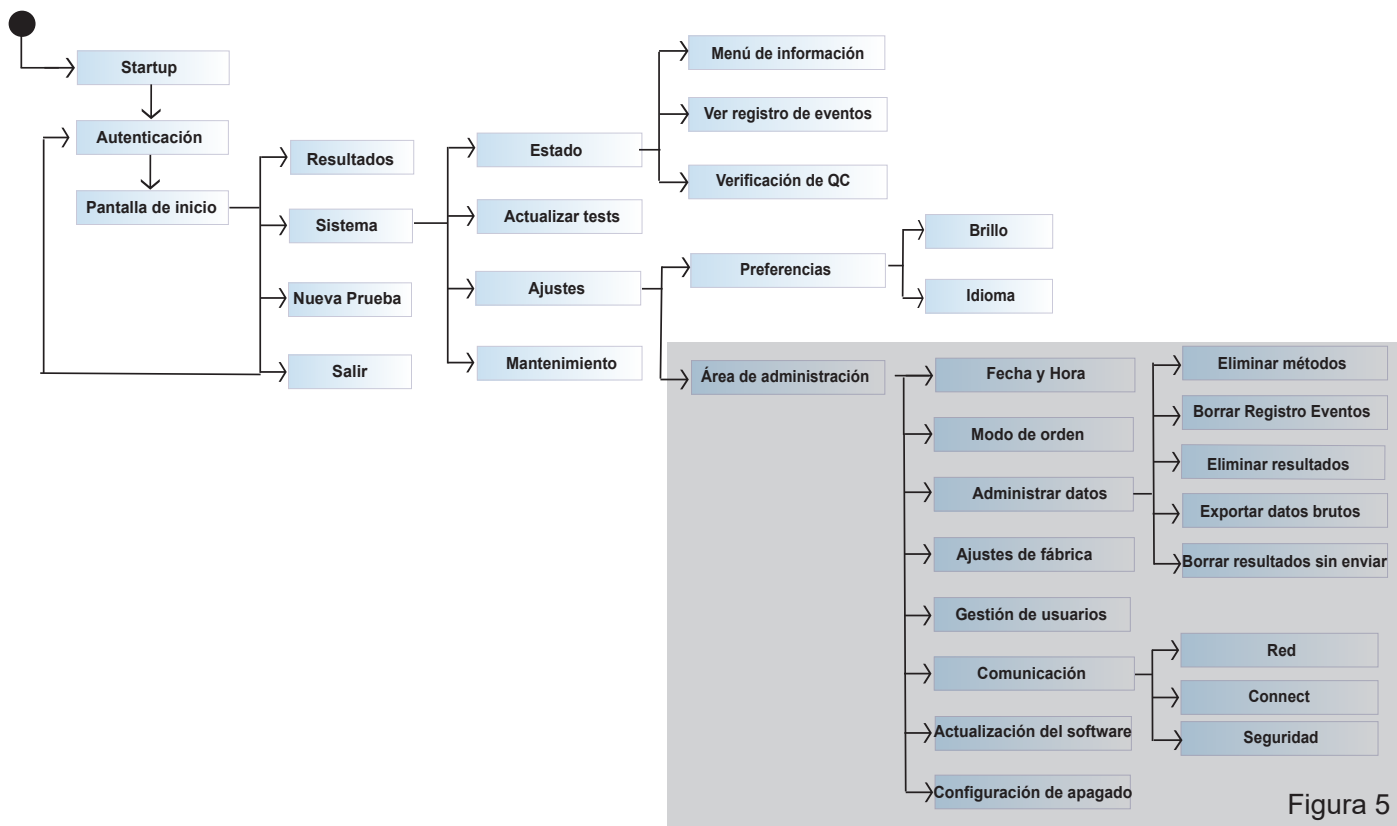 Startup
Autenticación
Pantalla de inicio
Resultados
Sistema
Nueva Prueba
Salir
Estado
Actualizar tests
Ajustes
Mantenimiento
Menú de información
Ver registro de eventos
Verificación de QC
Preferencias
Brillo
Idioma
Área de administración
Fecha y Hora
Modo de orden
Administrar datos
Ajustes de fábrica
Gestión de usuarios
Comunicación
Actualización del software
Configuración de apagado
Eliminar métodos
Borrar Registro Eventos
Eliminar resultados
Exportar datos brutos
Borrar resultados sin enviar
Red
Connect
Seguridad
Figura 5